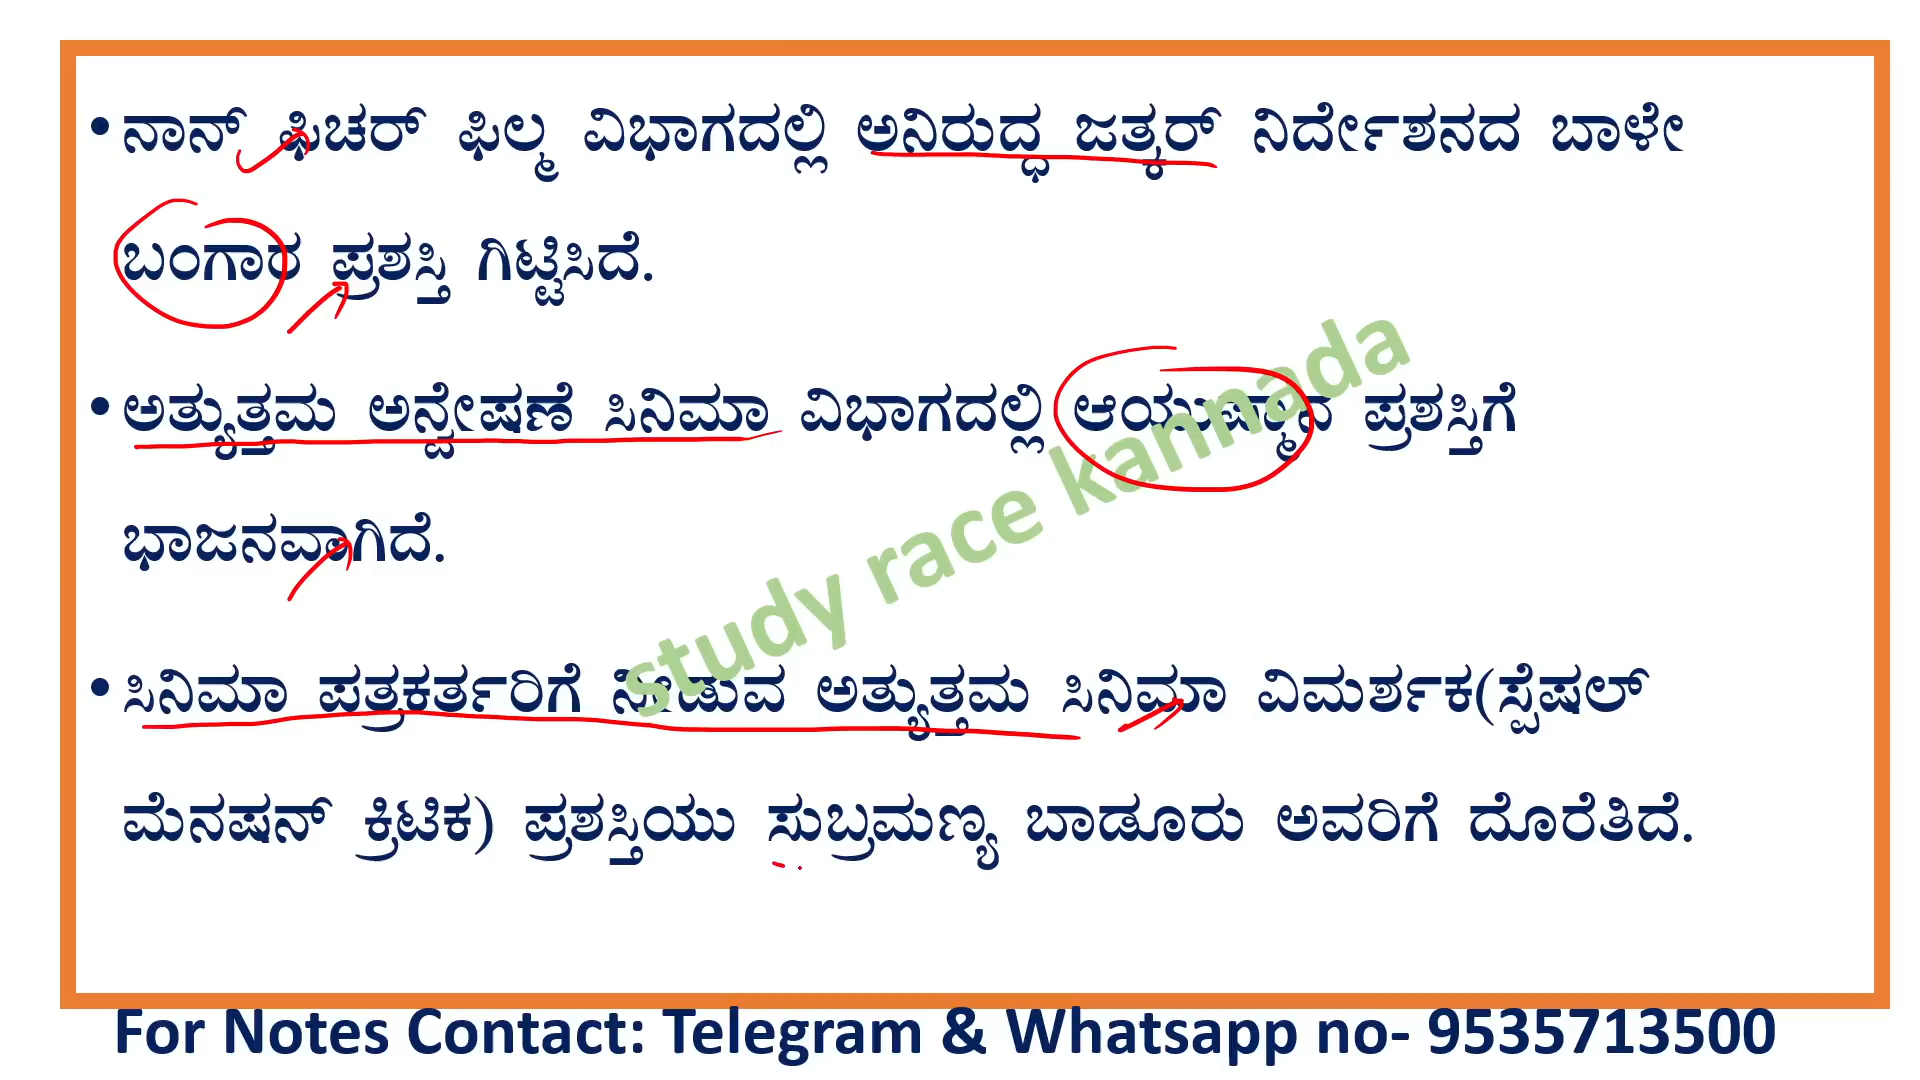 • ನಾನ್ ಫಿಚರ್ ಫಿಲ್ಮ ವಿಭಾಗದಲ್ಲಿ ಅನಿರುದ್ಧ ಜತ್ಕರ್ ನಿರ್ದೇಶನದ ಬಾಳೇ
ಬಂಗಾರ ಪ್ರಶಸ್ತಿ ಗಿಟ್ಟಿಸಿದೆ.
• ಅತ್ಯುತ್ತಮ ಅನ್ವೇಷಣೆ ಸಿನಿಮಾ ವಿಭಾಗದಲ್ಲಿ ಆಯುಷ್ಮಾನ ಪ್ರಶಸ್ತಿಗೆ
ಭಾಜನವಾಗಿದೆ.
• ಸಿನಿಮಾ ಪತ್ರಕರ್ತರಿಗೆ ನೀಡುವ ಅತ್ಯುತ್ತಮ ಸಿನಿಮಾ ವಿಮರ್ಶಕ(ಸ್ಪೆಷಲ್
ಮೆನಷನ್ ಕ್ರಿಟಿಕ) ಪ್ರಶಸ್ತಿಯು ಸುಬ್ರಮಣ್ಯ ಬಾಡೂರು ಅವರಿಗೆ ದೊರೆತಿದೆ.
study race kannada
For Notes Contact: Telegram & Whatsapp no- 9535713500